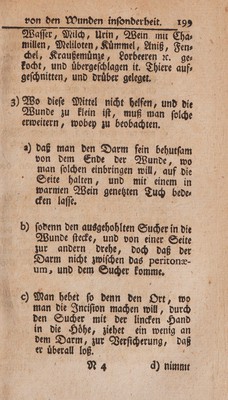 von den Wunden insonderheit. 199
Wasser, Milch, Urin, Wein mit Cha-
millen, Meliloten, Kümmel, Aniß, Fen-
chel, Kraußemünze, Lorbeeren ꝛc. ge-
kocht, und übergeschlagen it. Thiere auf-
geschnitten, und drüber geleget.
3) Wo diese Mittel nicht helfen, und die
Wunde zu klein ist, muß man solche
erweitern, wobey zu beobachten.
a) daß man den Darm fein behutsam
von dem Ende der Wunde, wo
man solchen einbringen will, auf die
Seite halten, und mit einem in
warmen Wein genetzten Tuch bede-
cken lasse.
b) sodenn den ausgehohlten Sucher in die
Wunde stecke, und von einer Seite
zur andern drehe, doch daß der
Darm nicht zwischen das peritonæ-
um, und dem Sucher komme.
c) Man hebet so denn den Ort, wo
man die Incision machen will, durch
den Sucher mit der lincken Hand
in die Höhe, ziehet ein wenig an
dem Darm, zur Versicherung, daß
er überall loß.
N 4 d) nimmt